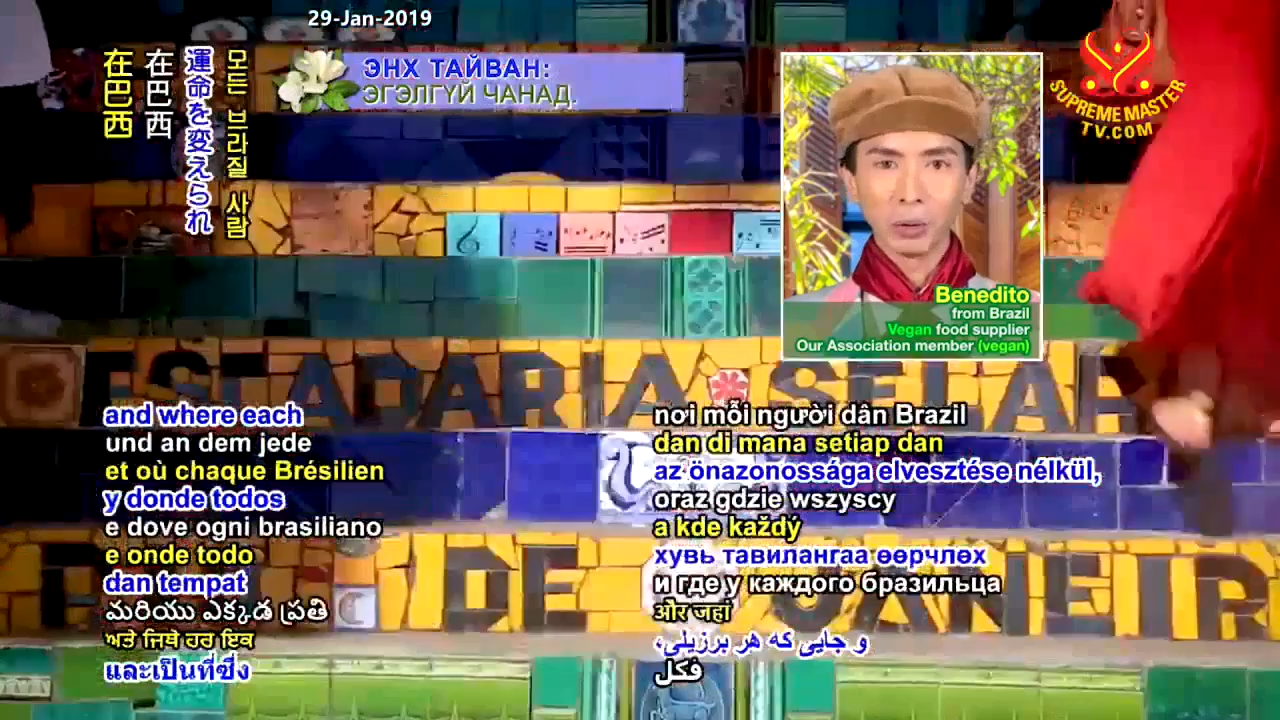 29-Jan-2019
在巴西
在巴西
運命を変えられ
모든 브라질 사람
ЭНХ ТАЙВАН:
ЭГЭЛГҮЙ ЧАНАД.
SUPREME MASTER
TV.COM
Benedito
from Brazil
Vegan food supplier
Our Association member (vegan)
and where each
und an dem jede
et où chaque Brésilien
y donde todos
e dove ogni brasiliano
e onde todo
dan tempat
మరియు ఎక్కడ ప్రతి
ਅਤੇ ਜਿਥੇ ਹਰ ਇਕ
และเป็นที่ซึ่ง
nơi mỗi người dân Brazil
dan di mana setiap dan
az önazonossága elvesztése nélkül,
oraz gdzie wszyscy
a kde každý
хувь тавилангаа өөрчлөх
и где у каждого бразильца
और जहां
و جایی که هر برزیلی،
فكل
ESCADARIA SELAR
DE JANEIR